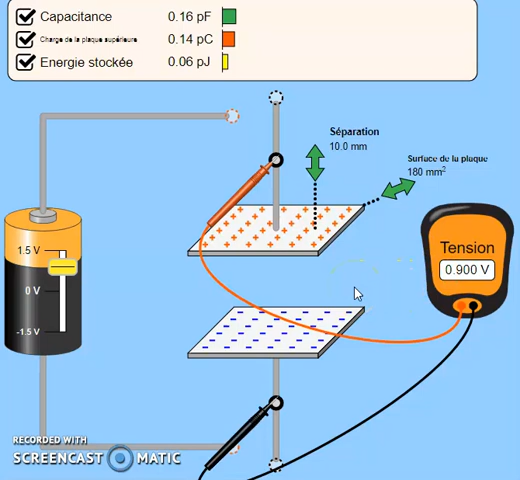 Capacitance 0.16 pF
Charge de la plaque supérieure 0.14 pC
Energie stockée 0.06 pJ
Séparation
10.0 mm
Surface de la plaque
180 mm²
1.5 V
0 V
-1.5 V
Tension
0.900 V
RECORDED WITH
SCREENCAST MATIC